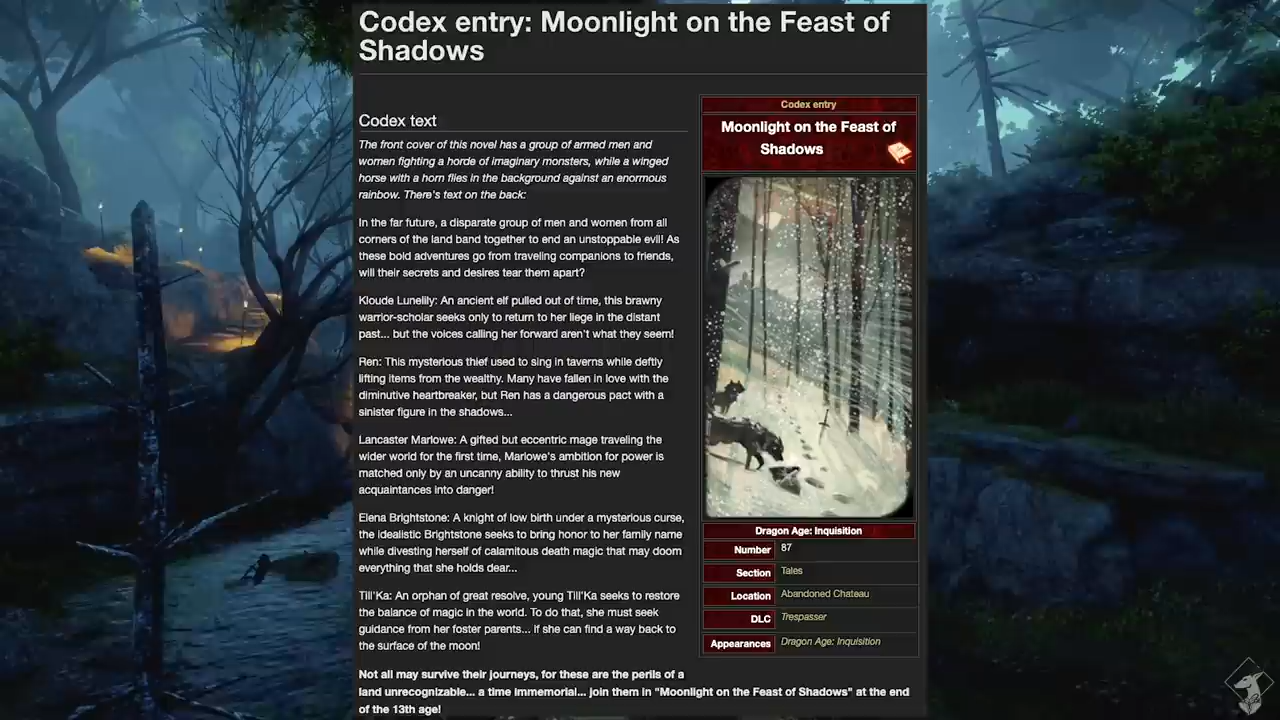 Codex entry: Moonlight on the Feast of
Shadows
Codex text
The front cover of this novel has a group of armed men and
women fighting a horde of imaginary monsters, while a winged
horse with a horn flies in the background against an enormous
rainbow. There's text on the back:
In the far future, a disparate group of men and women from all
corners of the land band together to end an unstoppable evil! As
these bold adventures go from traveling companions to friends,
will their secrets and desires tear them apart?
Kloude Lunelily: An ancient elf pulled out of time, this brawny
warrior-scholar seeks only to return to her liege in the distant
past... but the voices calling her forward aren't what they seem!
Ren: This mysterious thief used to sing in taverns while deftly
lifting items from the wealthy. Many have fallen in love with the
diminutive heartbreaker, but Ren has a dangerous pact with a
sinister figure in the shadows...
Lancaster Marlowe: A gifted but eccentric mage traveling the
wider world for the first time, Marlowe's ambition for power is
matched only by an uncanny ability to thrust his new
acquaintances into danger!
Elena Brightstone: A knight of low birth under a mysterious curse,
the idealistic Brightstone seeks to bring honor to her family name
while divesting herself of calamitous death magic that may doom
everything that she holds dear...
Till'Ka: An orphan of great resolve, young Till'Ka seeks to restore
the balance of magic in the world. To do that, she must seek
guidance from her foster parents... If she can find a way back to
the surface of the moon!
Not all may survive their journeys, for these are the perils of a
land unrecognizable... a time immemorial... join them in "Moonlight on the Feast of Shadows" at the end
of the 13th age!
Codex entry
Moonlight on the Feast of
Shadows
Dragon Age: Inquisition
Number 87
Section Tales
Location Abandoned Chateau
DLC Trespasser
Appearances Dragon Age: Inquisition